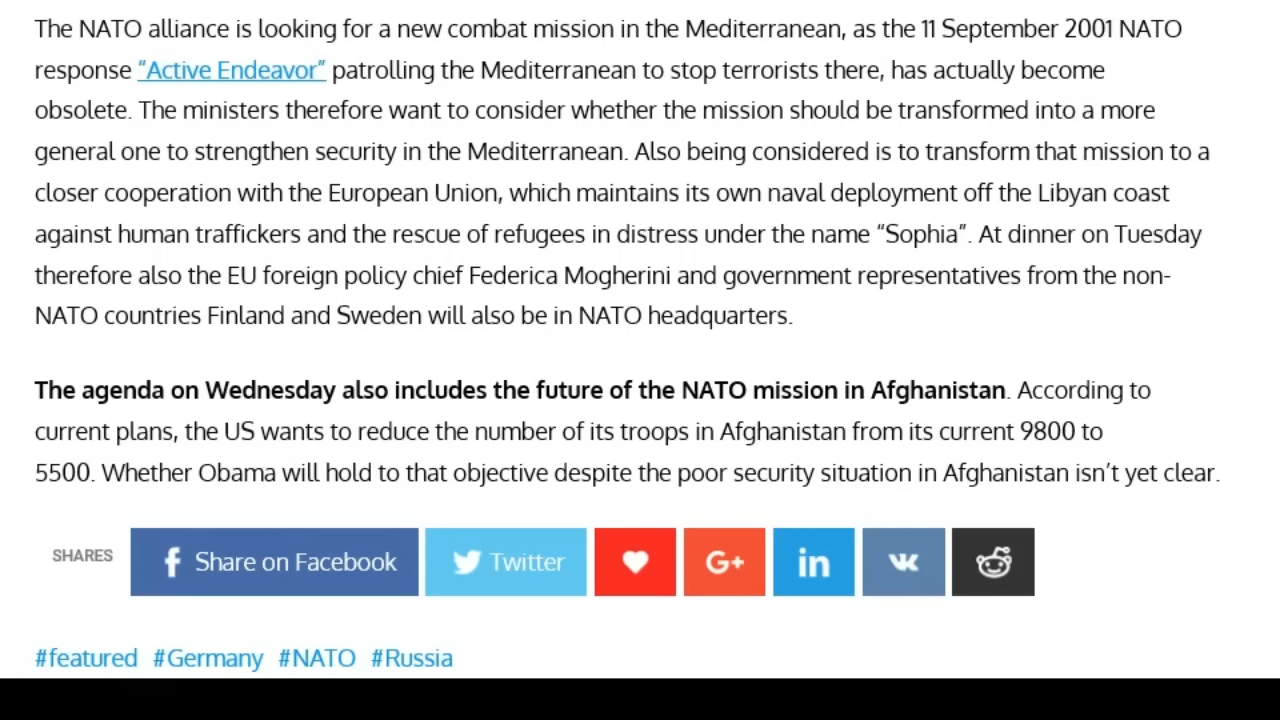 The NATO alliance is looking for a new combat mission in the Mediterranean, as the 11 September 2001 NATO
response “Active Endeavor” patrolling the Mediterranean to stop terrorists there, has actually become
obsolete. The ministers therefore want to consider whether the mission should be transformed into a more
general one to strengthen security in the Mediterranean. Also being considered is to transform that mission to a
closer cooperation with the European Union, which maintains its own naval deployment off the Libyan coast
against human traffickers and the rescue of refugees in distress under the name “Sophia”. At dinner on Tuesday
therefore also the EU foreign policy chief Federica Mogherini and government representatives from the non-
NATO countries Finland and Sweden will also be in NATO headquarters.
The agenda on Wednesday also includes the future of the NATO mission in Afghanistan. According to
current plans, the US wants to reduce the number of its troops in Afghanistan from its current 9800 to
5500. Whether Obama will hold to that objective despite the poor security situation in Afghanistan isn’t yet clear.
SHARES f Share on Facebook Twitter G+ in VK
#featured #Germany #NATO #Russia